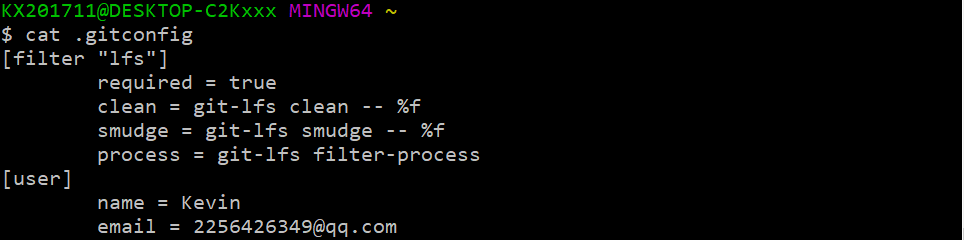 KX201711@DESKTOP-C2Kxxx MINGW64 ~
$ cat .gitconfig
[filter "lfs"]
        required = true
        clean = git-lfs clean -- %f
        smudge = git-lfs smudge -- %f
        process = git-lfs filter-process
[user]
        name = Kevin
        email = 2256426349@qq.com